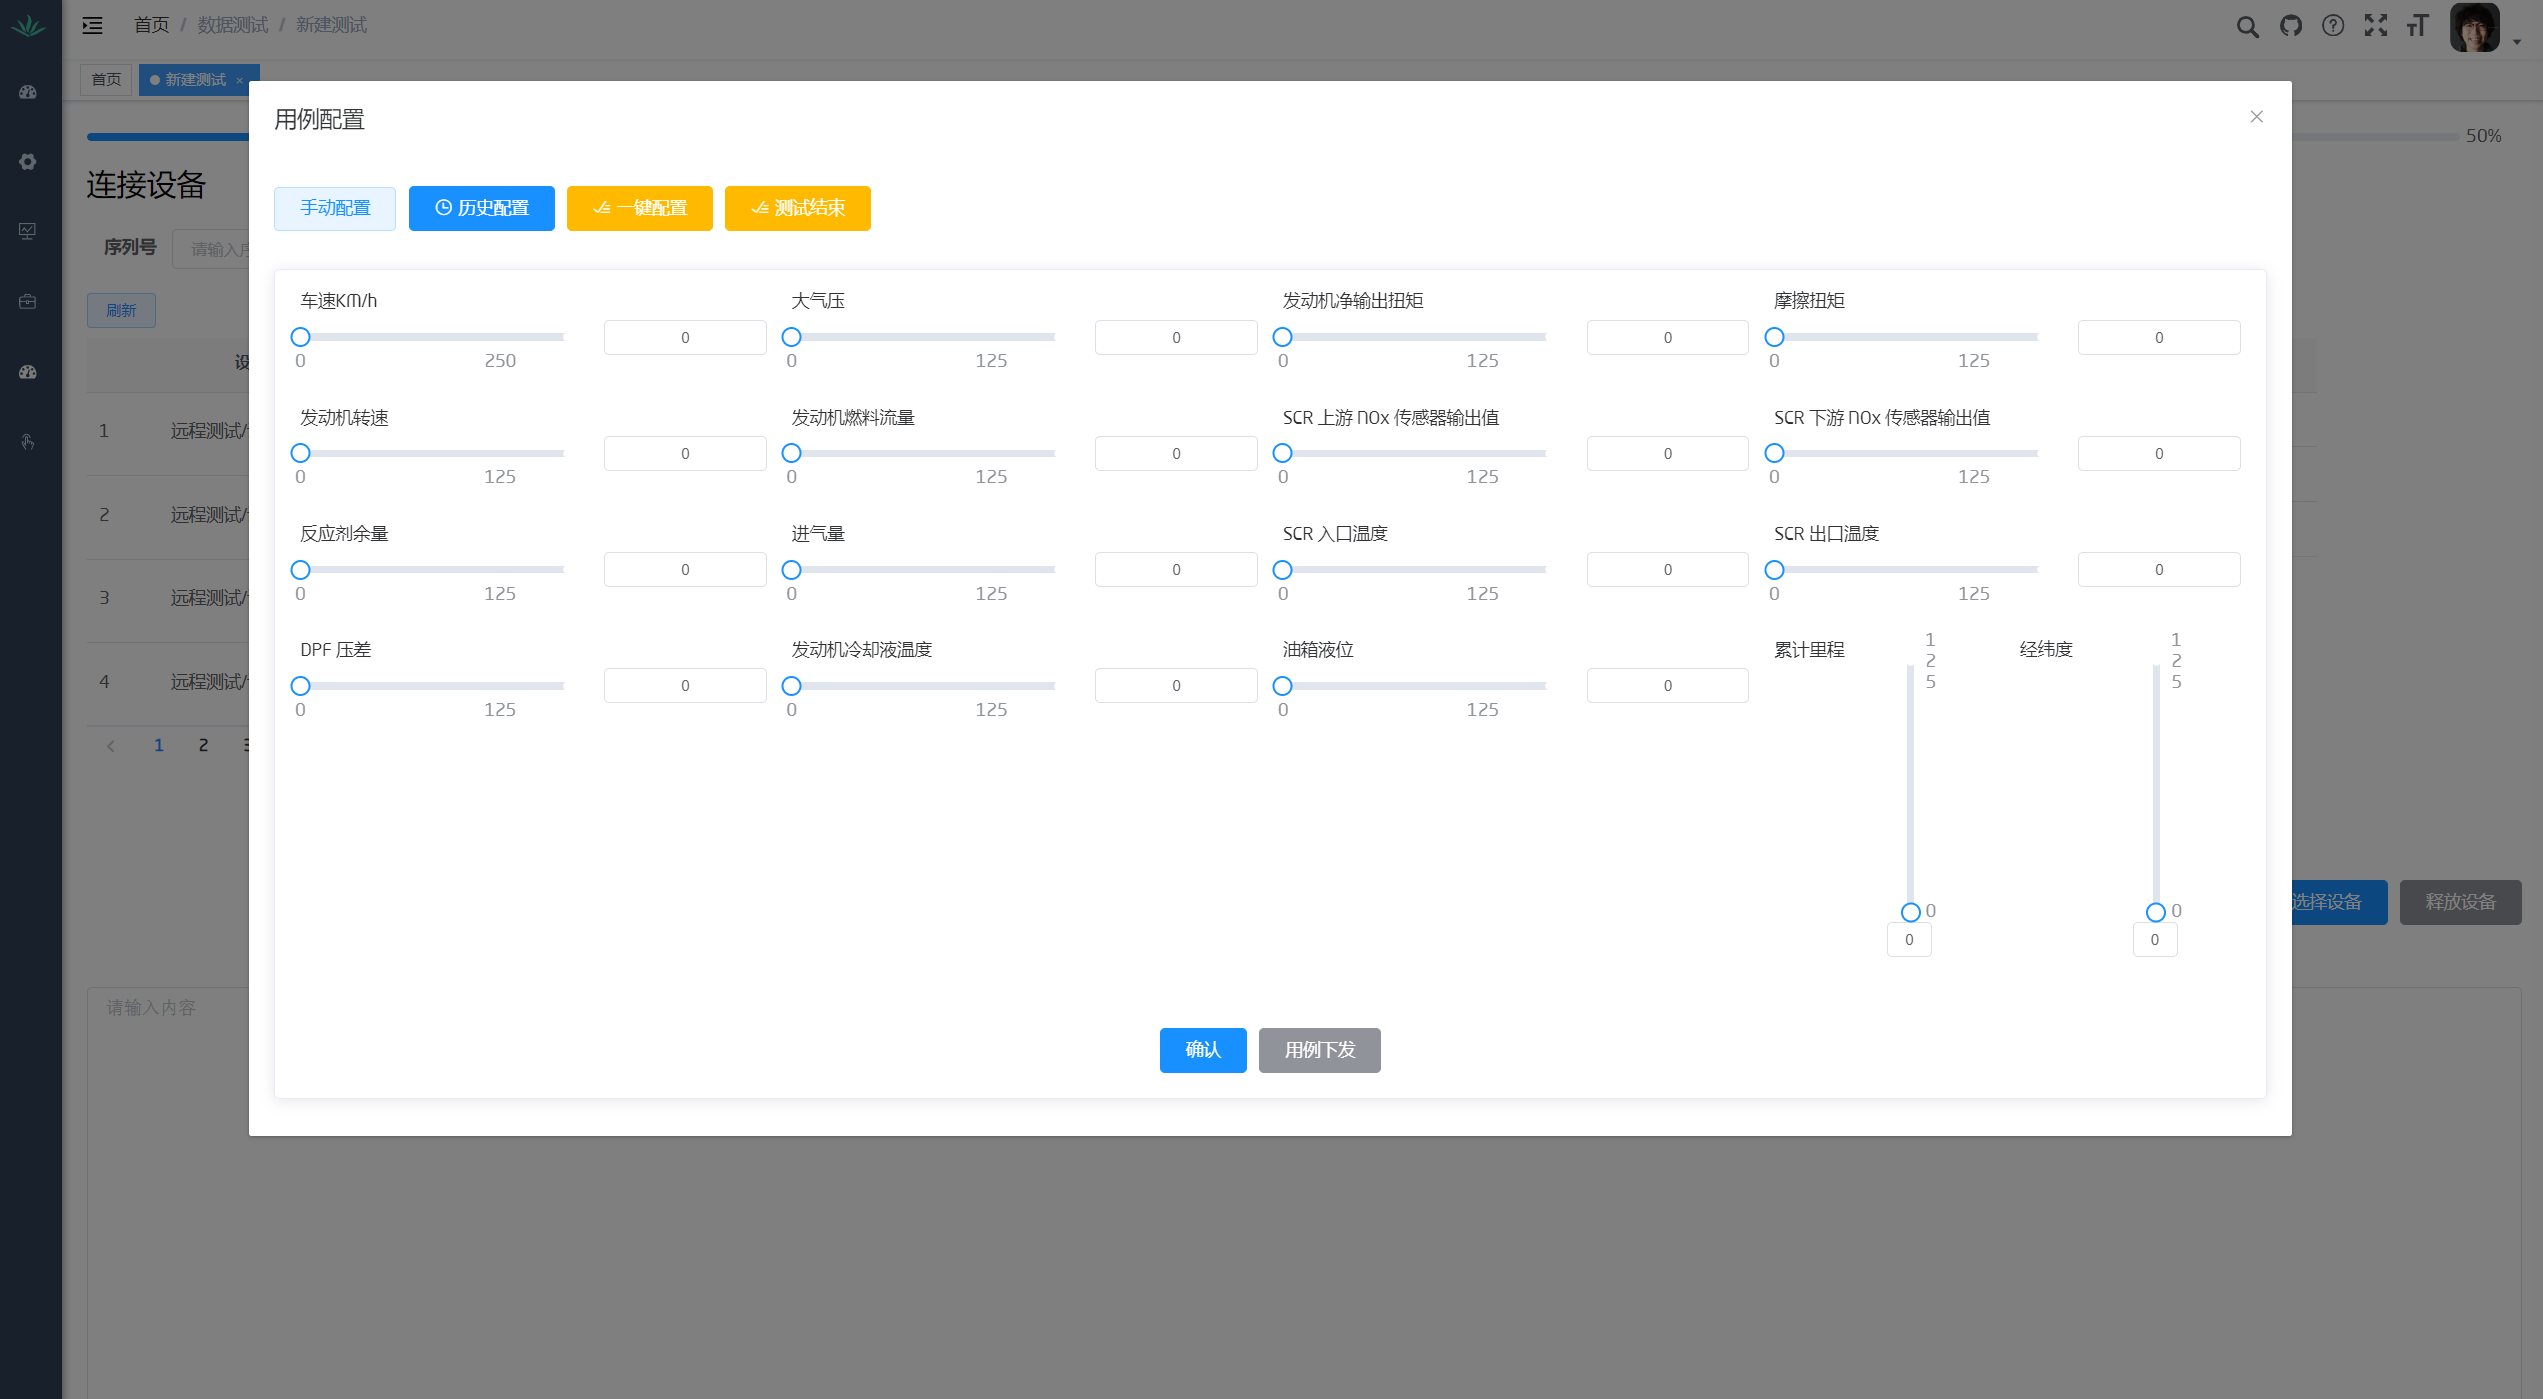 首页 / 数据测试 / 新建测试
首页
新建测试 ×
50%
连接设备
序列号
请输入序
刷新
设
1 远程测试/
2 远程测试/
3 远程测试/
4 远程测试/
1 2 3
选择设备
释放设备
请输入内容
用例配置
手动配置
历史配置
一键配置
测试结束
车速KM/h
0
0 250
大气压
0
0 125
发动机净输出扭矩
0
0 125
摩擦扭矩
0
0 125
发动机转速
0
0 125
发动机燃料流量
0
0 125
SCR 上游 NOx 传感器输出值
0
0 125
SCR 下游 NOx 传感器输出值
0
0 125
反应剂余量
0
0 125
进气量
0
0 125
SCR 入口温度
0
0 125
SCR 出口温度
0
0 125
DPF 压差
0
0 125
发动机冷却液温度
0
0 125
油箱液位
0
0 125
累计里程
125
0
0
经纬度
125
0
0
确认
用例下发